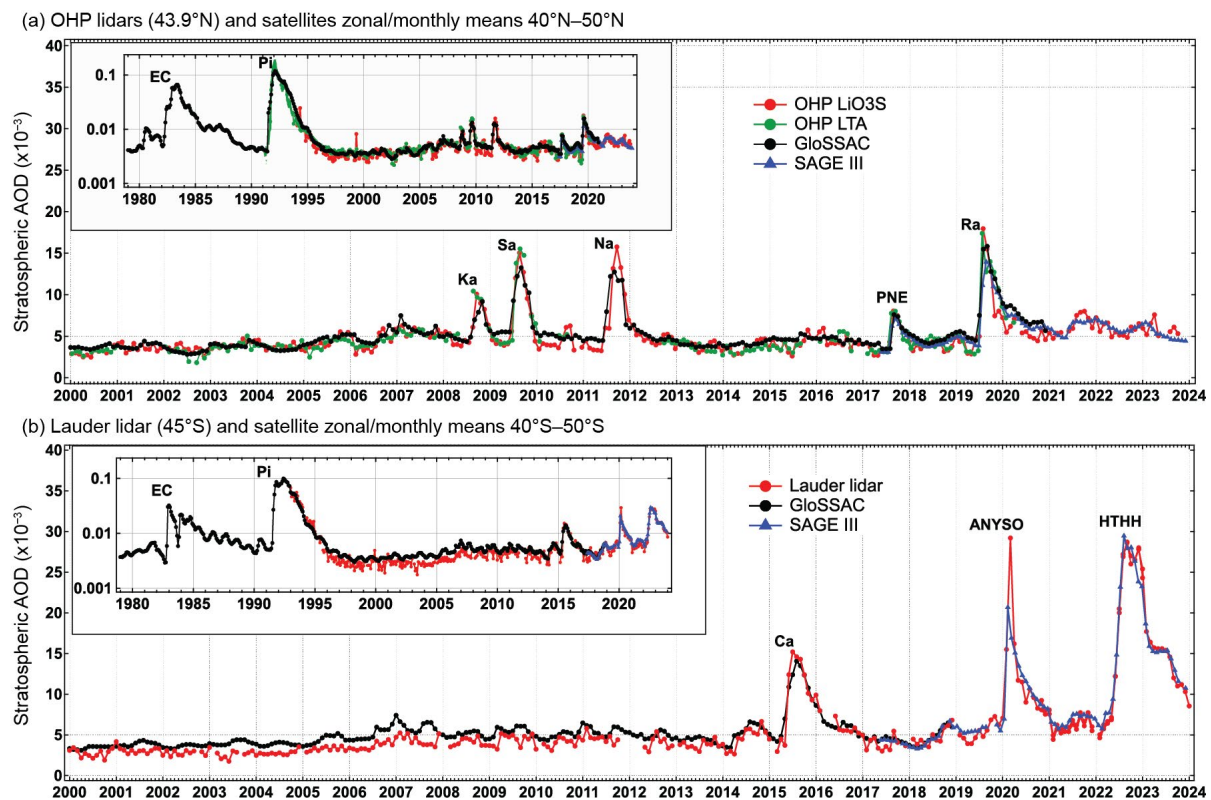 (a) OHP lidars (43.9°N) and satellites zonal/monthly means 40°N–50°N
Stratospheric AOD (x10⁻³)
40
35
30
25
20
15
10
5
0
0.1
0.01
0.001
EC
Pi
1980 1985 1990 1995 2000 2005 2010 2015 2020
OHP LiO3S
OHP LTA
GloSSAC
SAGE III
Ka
Sa
Na
PNE
Ra
2000 2001 2002 2003 2004 2005 2006 2007 2008 2009 2010 2011 2012 2013 2014 2015 2016 2017 2018 2019 2020 2021 2022 2023 2024
(b) Lauder lidar (45°S) and satellite zonal/monthly means 40°S–50°S
Stratospheric AOD (x10⁻³)
40
35
30
25
20
15
10
5
0
0.1
0.01
0.001
EC
Pi
1980 1985 1990 1995 2000 2005 2010 2015 2020
Lauder lidar
GloSSAC
SAGE III
Ca
ANYSO
HTHH
2000 2001 2002 2003 2004 2005 2006 2007 2008 2009 2010 2011 2012 2013 2014 2015 2016 2017 2018 2019 2020 2021 2022 2023 2024